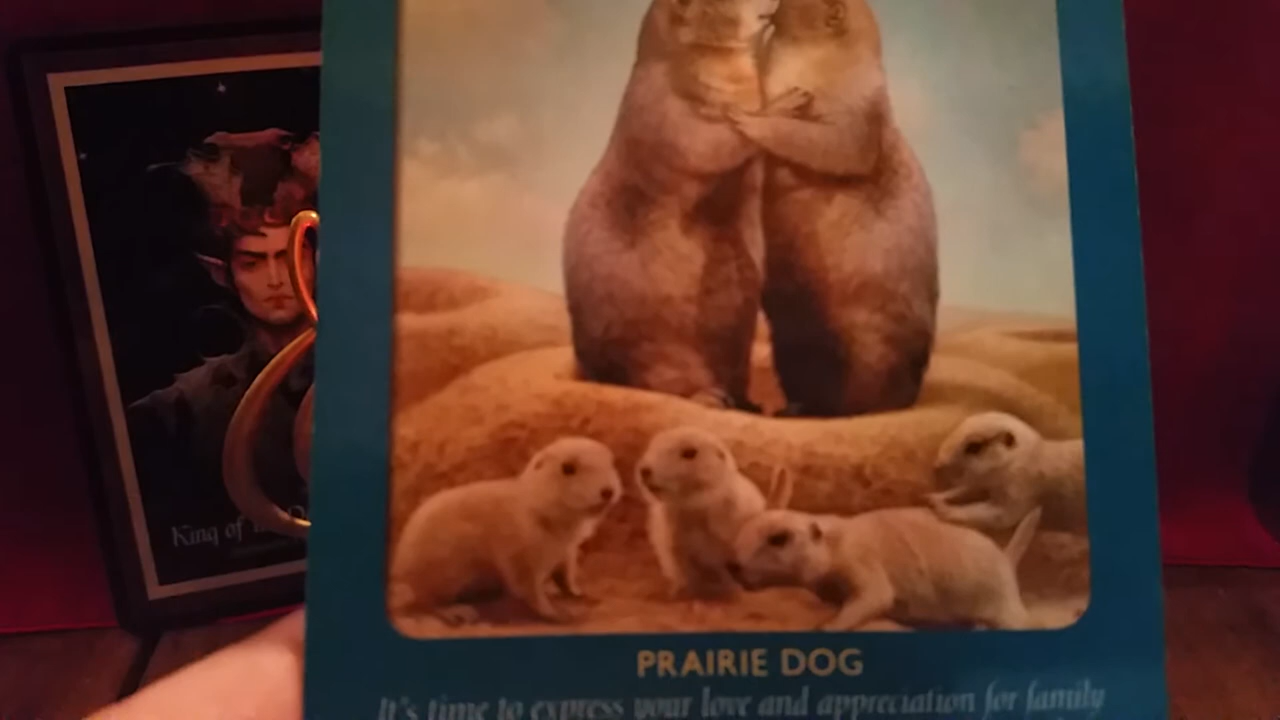 King of
PRAIRIE DOG
It's time to express your love and appreciation for family